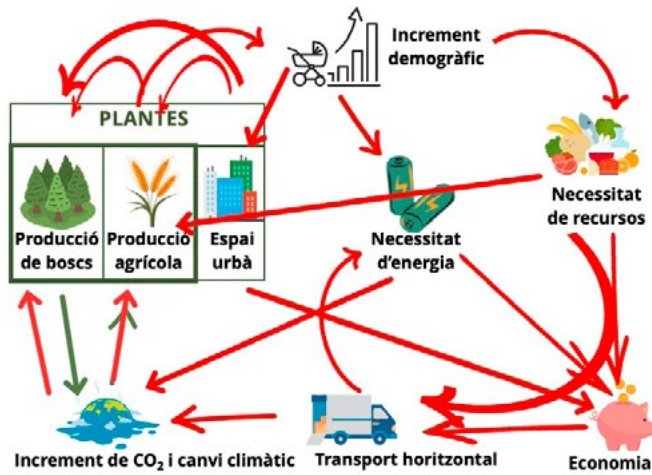 Increment
demogràfic
PLANTES
Producció
de boscs
Producció
agrícola
Espai
urbà
Necessitat
d'energia
Necessitat
de recursos
Increment de CO₂ i canvi climàtic
Transport horitzontal
Economia